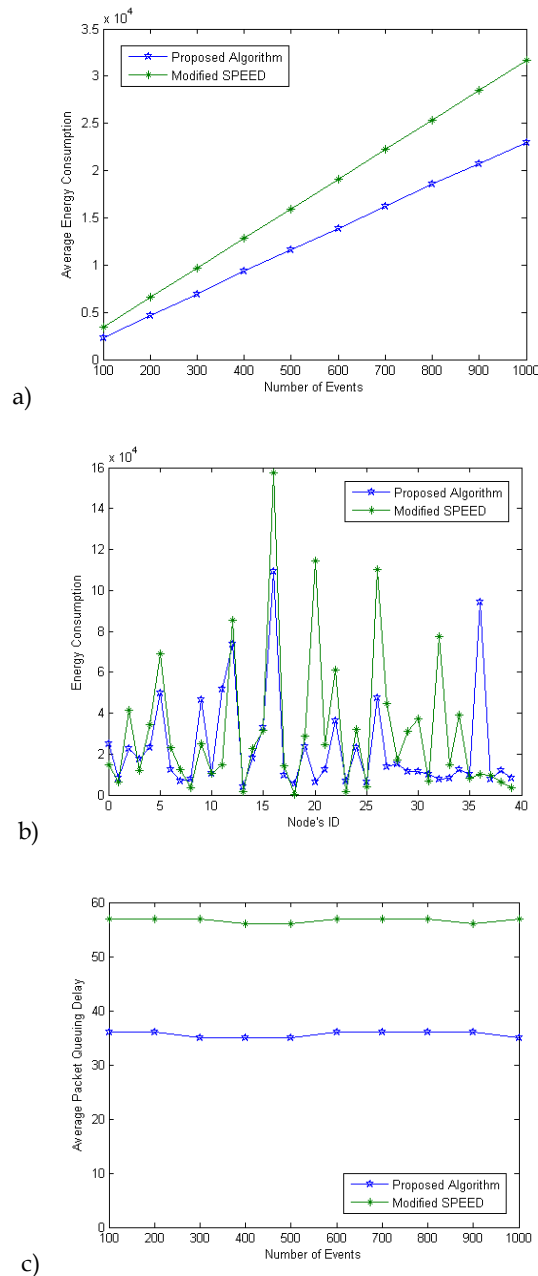 x 10^4
3.5
3
2.5
2
1.5
1
0.5
0
Average Energy Consumption
Proposed Algorithm
Modified SPEED
100 200 300 400 500 600 700 800 900 1000
Number of Events
a)
x 10^4
16
14
12
10
8
6
4
2
0
Energy Consumption
Proposed Algorithm
Modified SPEED
0 5 10 15 20 25 30 35 40
Node's ID
b)
60
50
40
30
20
10
0
Average Packet Queuing Delay
Proposed Algorithm
Modified SPEED
100 200 300 400 500 600 700 800 900 1000
Number of Events
c)